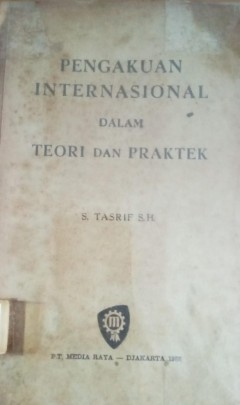 PENGAKUAN
INTERNASIONAL
DALAM
TEORI DAN PRAKTEK
S. TASRIF S.H.
M
P.T. MEDIA RAYA — DJAKARTA